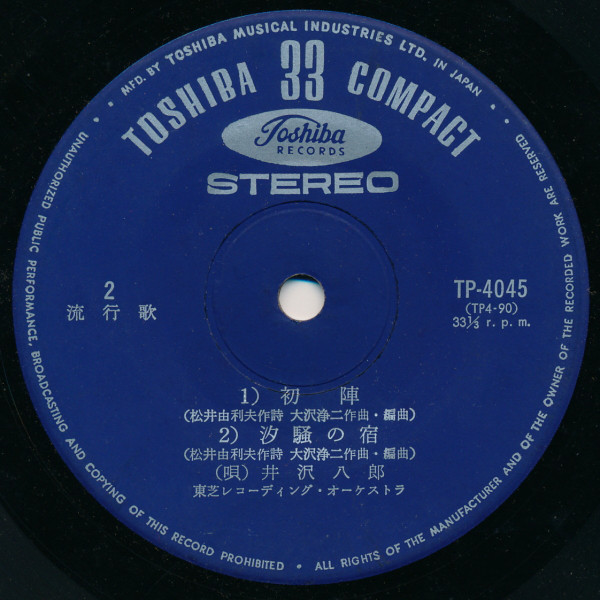 MFD. BY TOSHIBA MUSICAL INDUSTRIES LTD. IN JAPAN
TOSHIBA 33 COMPACT
Toshiba
RECORDS
STEREO
2
流行歌
TP-4045
(TP4-90)
33⅓ r.p.m.
1) 初陣
(松井由利夫作詩 大沢浄二作曲・編曲)
2) 汐騒の宿
(松井由利夫作詩 大沢浄二作曲・編曲)
(唄) 井沢八郎
東芝レコーディング・オーケストラ
• UNAUTHORIZED PUBLIC PERFORMANCE, BROADCASTING AND COPYING OF THIS RECORD PROHIBITED • ALL RIGHTS OF THE MANUFACTURER AND OF THE OWNER OF THE RECORDED WORK ARE RESERVED •